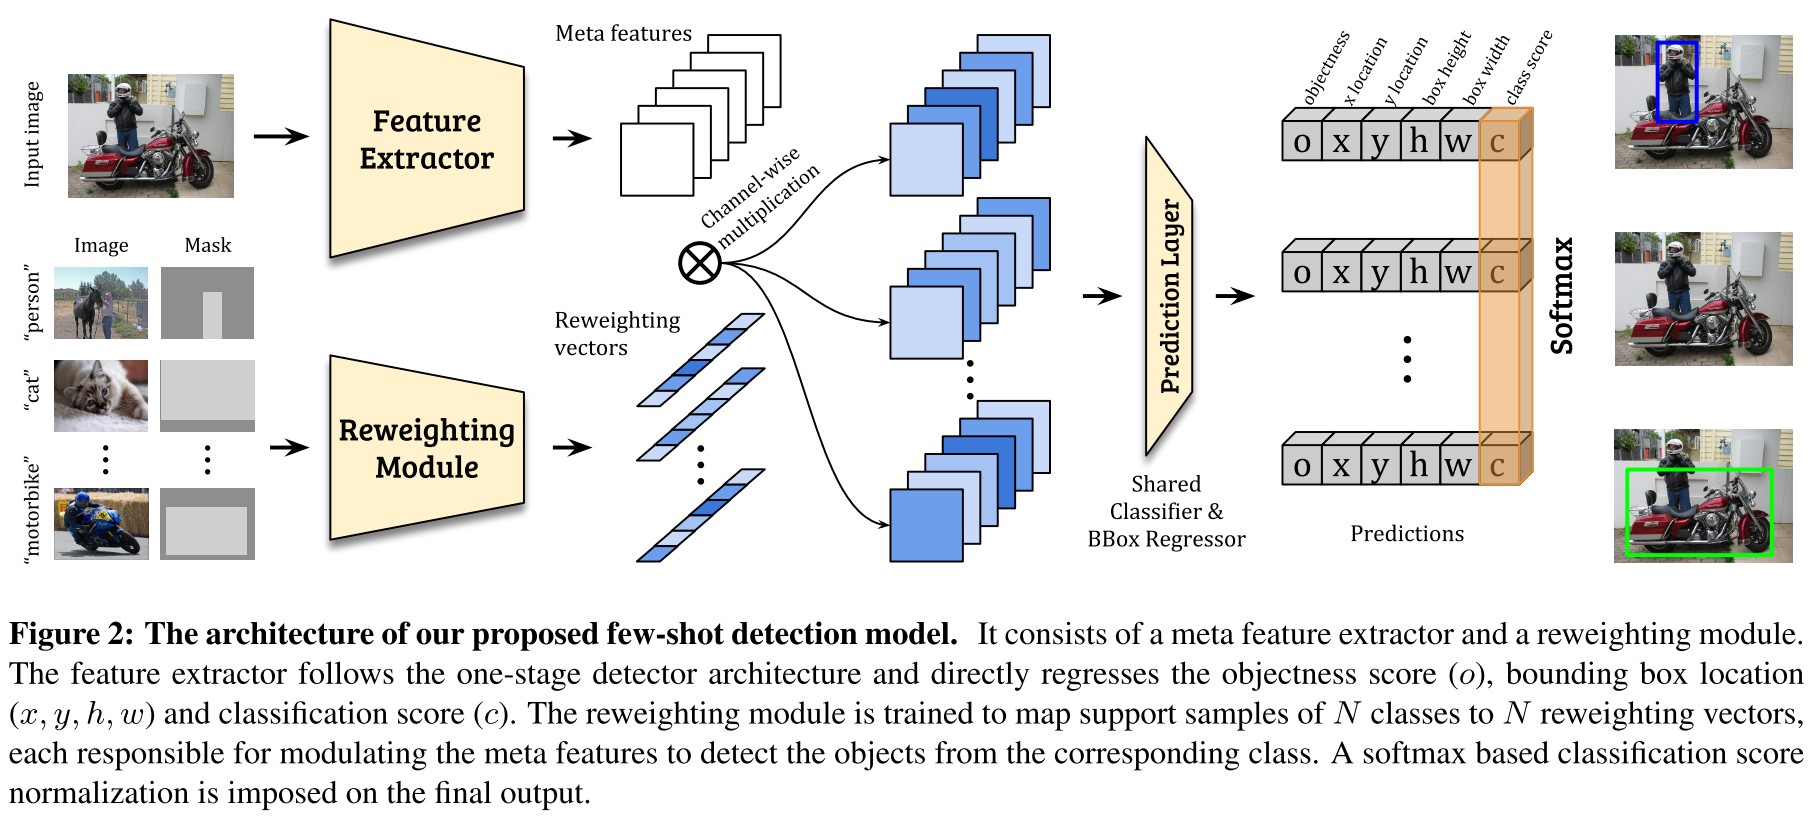 Input image
Feature
Extractor
Meta features
Channel-wise
multiplication
Image
Mask
"person"
"cat"
"motorbike"
Reweighting
Module
Reweighting
vectors
Prediction Layer
Shared
Classifier &
BBox Regressor
objectness
x location
y location
box height
box width
class score
o x y h w c
o x y h w c
o x y h w c
Predictions
Softmax
Figure 2: The architecture of our proposed few-shot detection model. It consists of a meta feature extractor and a reweighting module.
The feature extractor follows the one-stage detector architecture and directly regresses the objectness score (o), bounding box location
(x, y, h, w) and classification score (c). The reweighting module is trained to map support samples of N classes to N reweighting vectors,
each responsible for modulating the meta features to detect the objects from the corresponding class. A softmax based classification score
normalization is imposed on the final output.